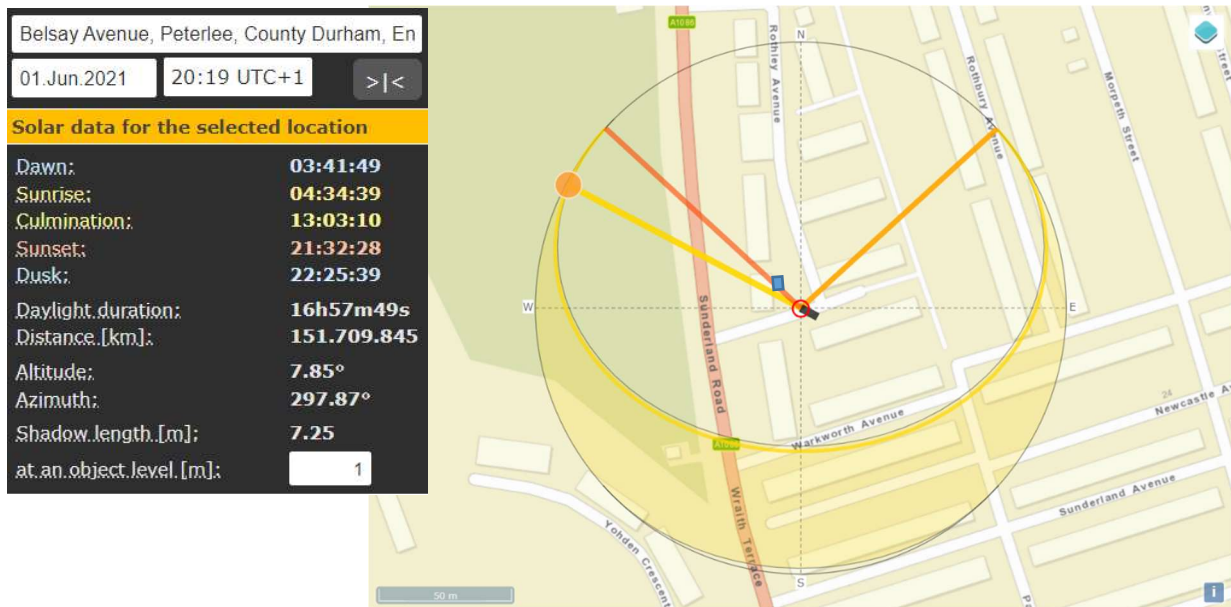 Belsay Avenue, Peterlee, County Durham, En
01.Jun.2021
20:19 UTC+1
>|<
Solar data for the selected location
Dawn: 03:41:49
Sunrise: 04:34:39
Culmination: 13:03:10
Sunset: 21:32:28
Dusk: 22:25:39
Daylight duration: 16h57m49s
Distance [km]: 151.709.845
Altitude: 7.85°
Azimuth: 297.87°
Shadow length [m]: 7.25
at an object level [m]: 1
A1086
N
Rothley Avenue
Rothbury Avenue
Morpeth Street
Street
W
E
Sunderland Road
24
Newcastle A
Warkworth Avenue
A1086
Sunderland Avenue
Wraith Terrace
Yohden Crescent
S
Pa
50 m
i